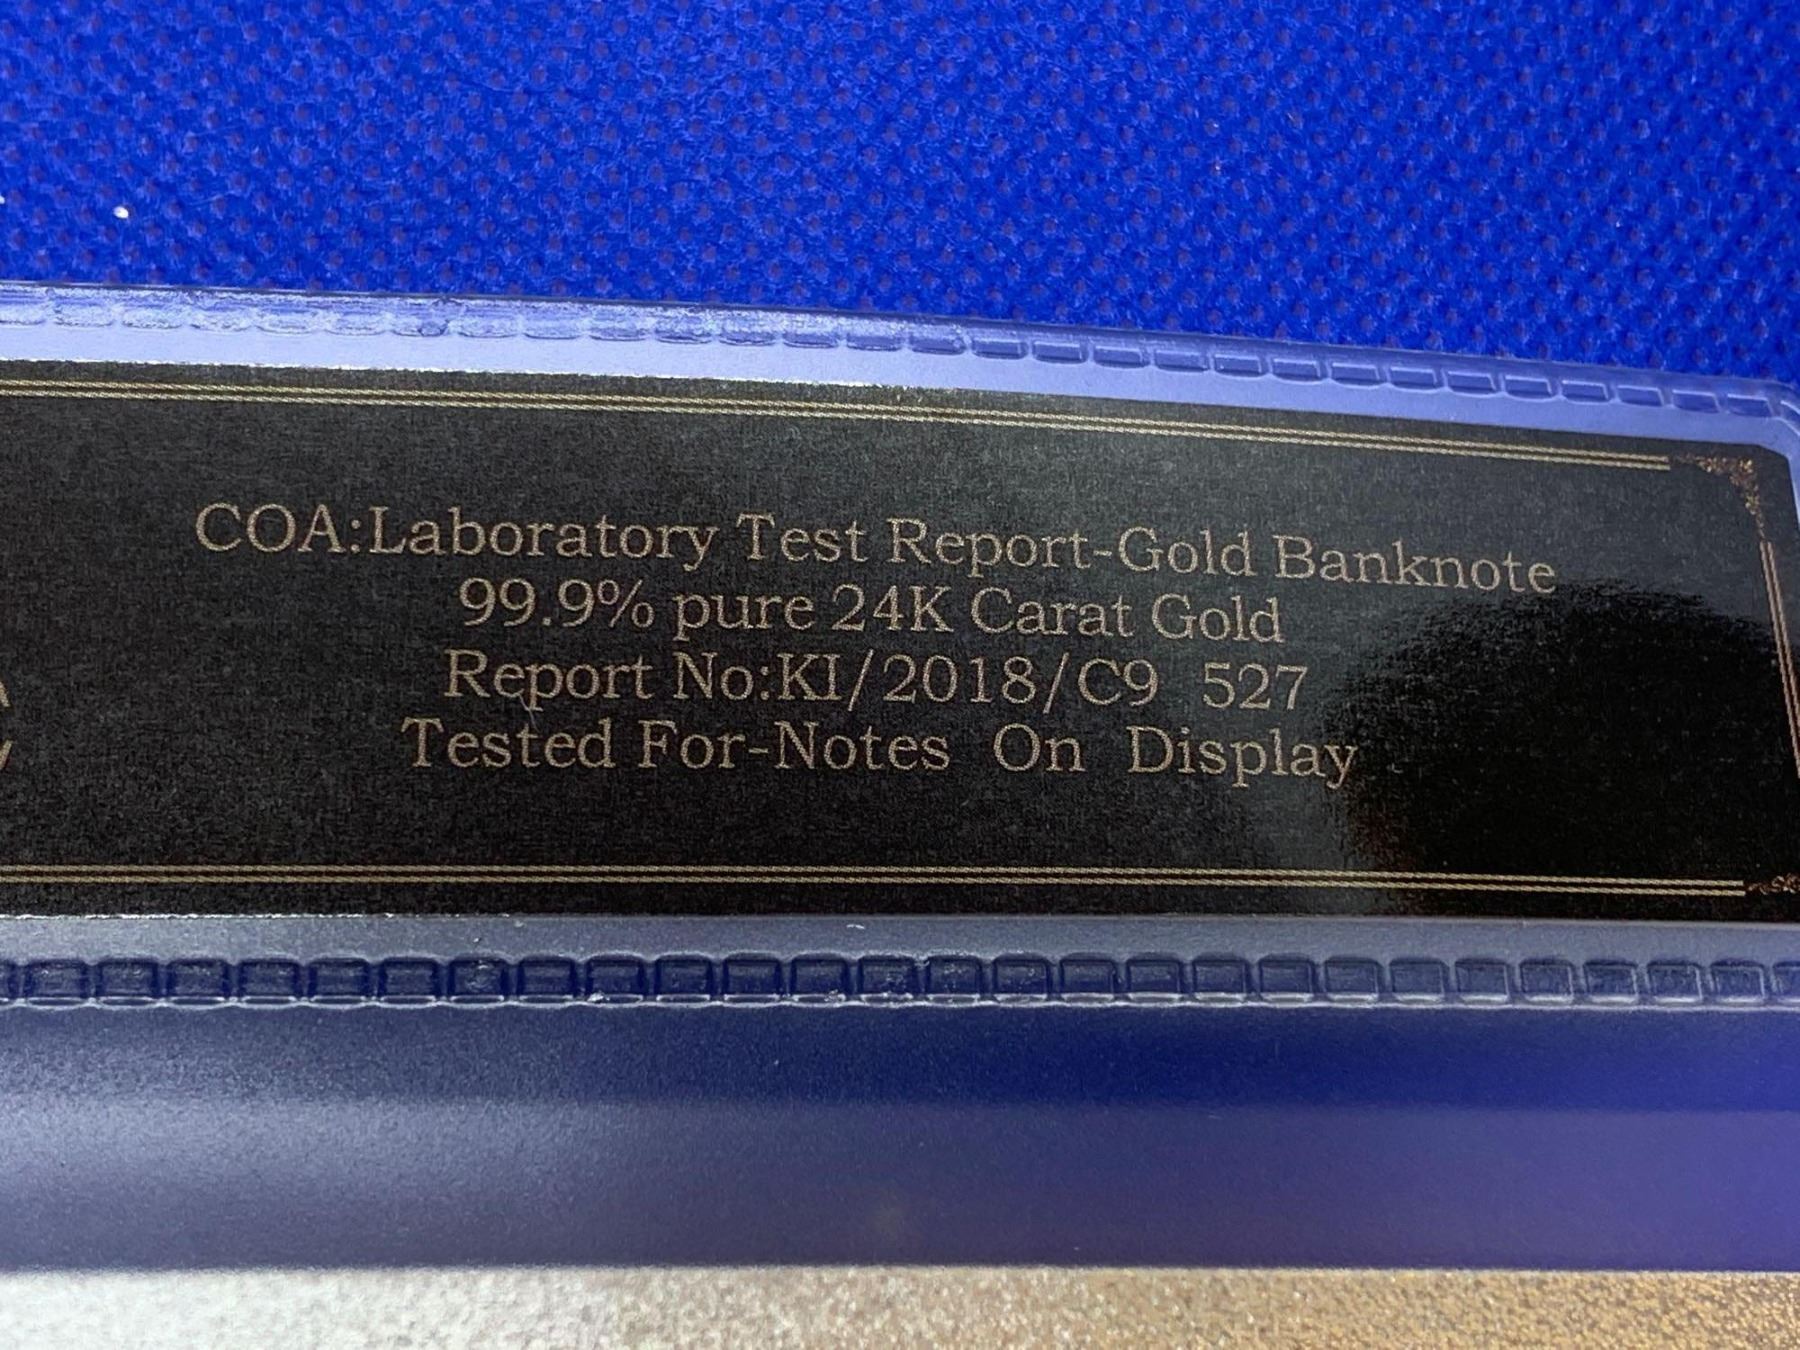 COA:Laboratory Test Report-Gold Banknote
99.9% pure 24K Carat Gold
Report No:KI/2018/C9 527
Tested For-Notes On Display